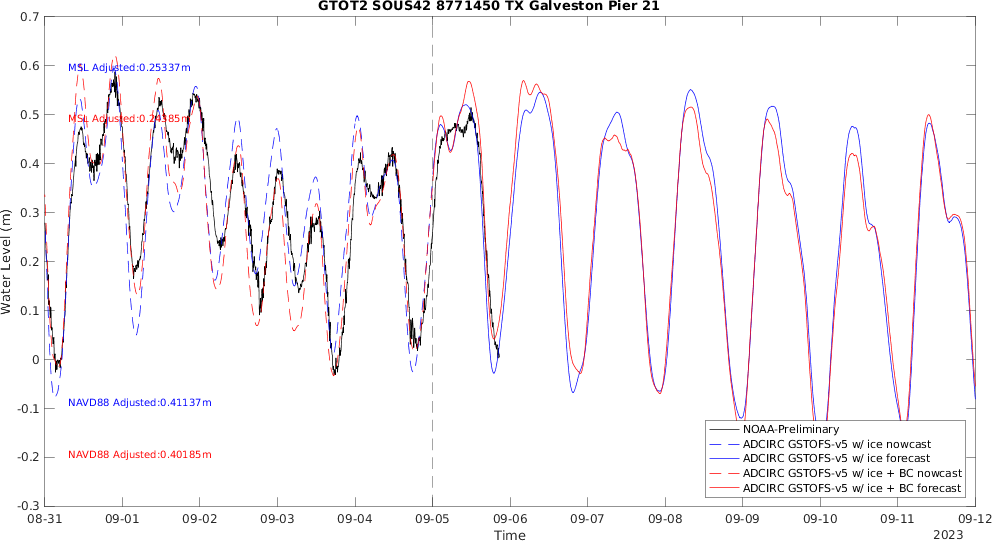 GTOT2 SOUS42 8771450 TX Galveston Pier 21
0.7
0.6
0.5
0.4
0.3
0.2
0.1
0
-0.1
-0.2
-0.3
Water Level (m)
MSL Adjusted:0.25337m
MSL Adjusted:0.24385m
NAVD88 Adjusted:0.41137m
NAVD88 Adjusted:0.40185m
NOAA-Preliminary
ADCIRC GSTOFS-v5 w/ ice nowcast
ADCIRC GSTOFS-v5 w/ ice forecast
ADCIRC GSTOFS-v5 w/ ice + BC nowcast
ADCIRC GSTOFS-v5 w/ ice + BC forecast
08-31 09-01 09-02 09-03 09-04 09-05 09-06 09-07 09-08 09-09 09-10 09-11 09-12
Time
2023